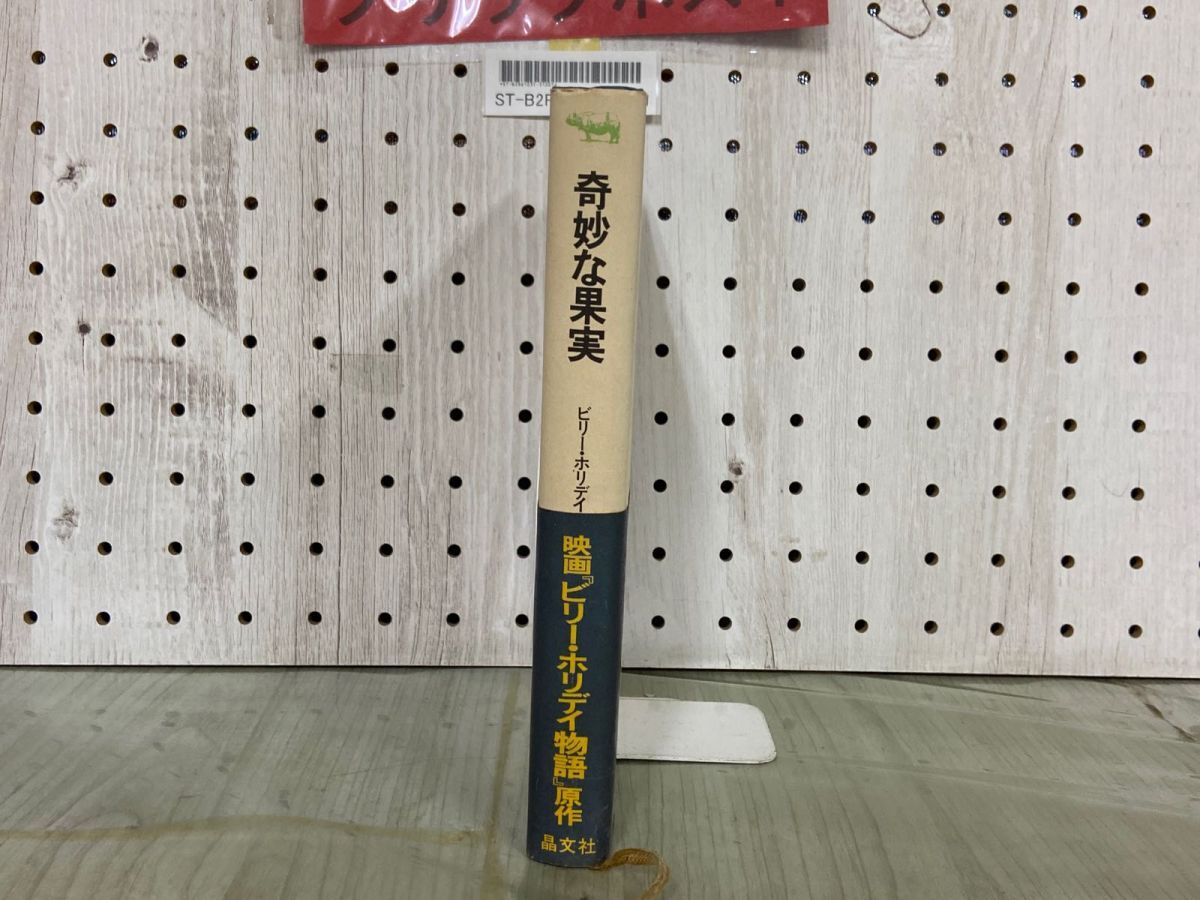 ST-B2F
奇妙な果実
ビリー・ホリデイ
映画『ビリー・ホリデイ物語』原作
晶文社